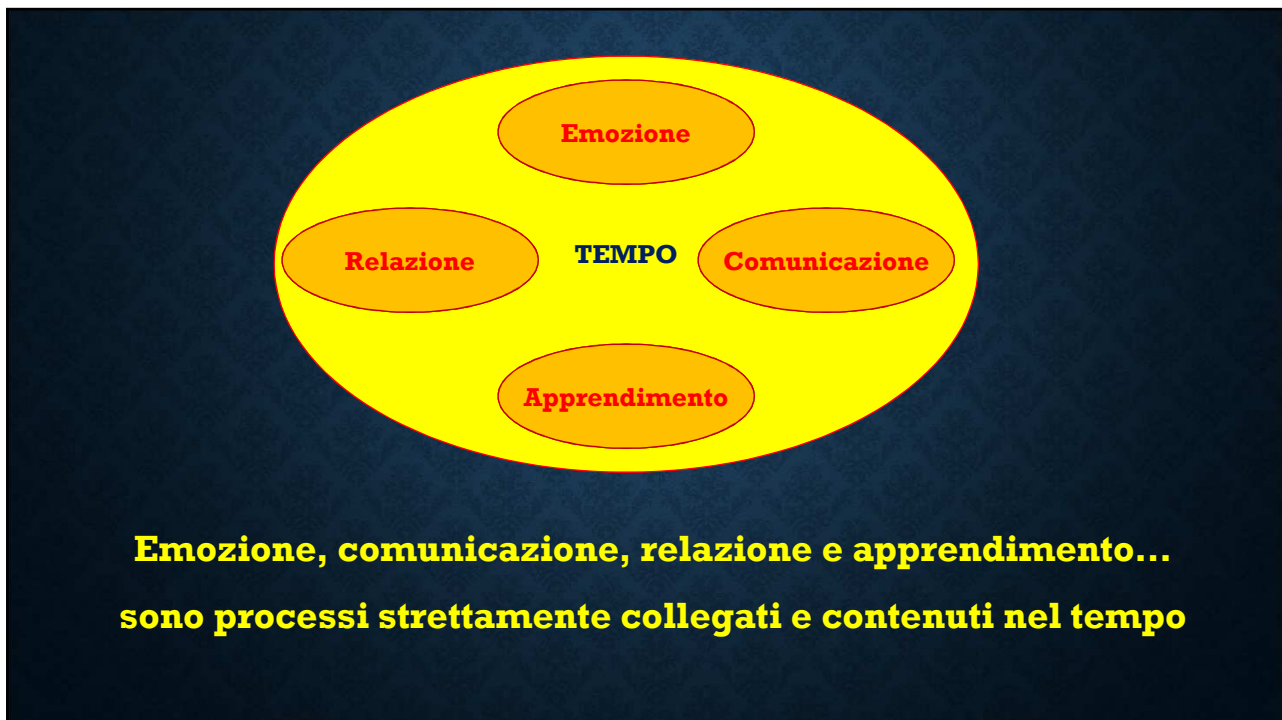 Emozione
Relazione
TEMPO
Comunicazione
Apprendimento
Emozione, comunicazione, relazione e apprendimento...
sono processi strettamente collegati e contenuti nel tempo